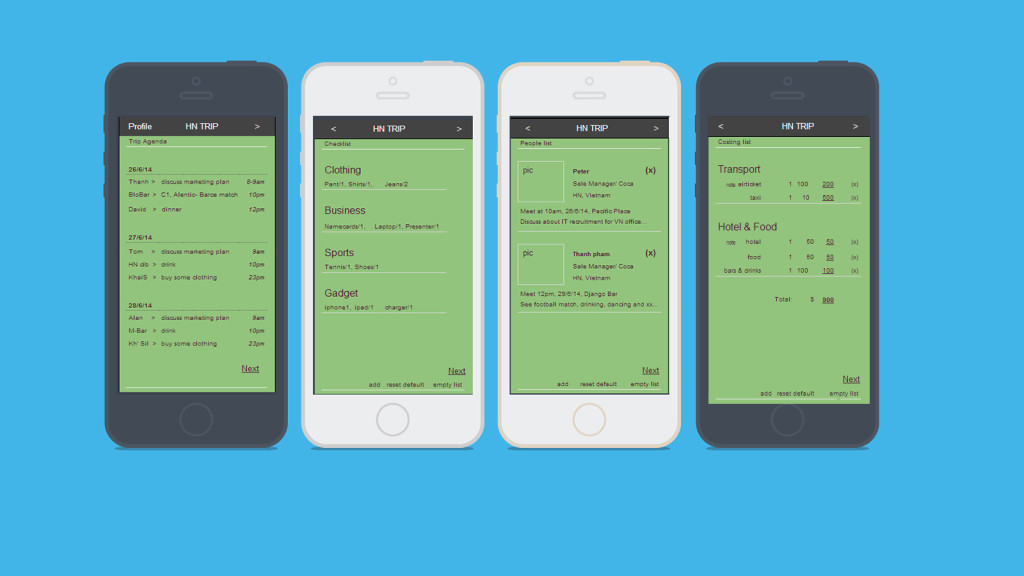 Profile HN TRIP >
Trip Agenda
26/6/14
Thanh > discuss marketing plan 8-9am
BloBar > C1, Alentic- Barce match 10pm
David > dinner 12pm
27/6/14
Tom > discuss marketing plan 9am
HN clb > drink 10pm
KhaiS > buy some clothing 23pm
28/6/14
Alan > discuss marketing plan 9am
M-Bar > drink 10pm
Kh' Sil > buy some clothing 23pm
Next
< HN TRIP >
Checklist
Clothing
Pant/1, Shirts/1, Jeans/2
Business
Namecards/1, Laptop/1, Presenter/1
Sports
Tennis/1, Shoes/1
Gadget
iphone/1, ipad/1 charger/1
Next
add reset default empty list
< HN TRIP >
People list
pic Peter (x)
Sale Manager/ Coca
HN, Vietnam
Meet at 10am, 26/6/14, Pacific Place
Discuss about IT recruitment for VN office...
pic Thanh pham (x)
Sale Manager/ Coca
HN, Vietnam
Meet 12pm, 29/6/14, Django Bar
See football match, drinking, dancing and xx...
Next
add reset default empty list
< HN TRIP >
Costing list
Transport
note airticket 1 100 200 (x)
taxi 1 10 500 (x)
Hotel & Food
note hotel 1 50 50 (x)
food 1 50 50 (x)
bars & drinks 1 100 100 (x)
Total: $ 900
Next
add reset default empty list